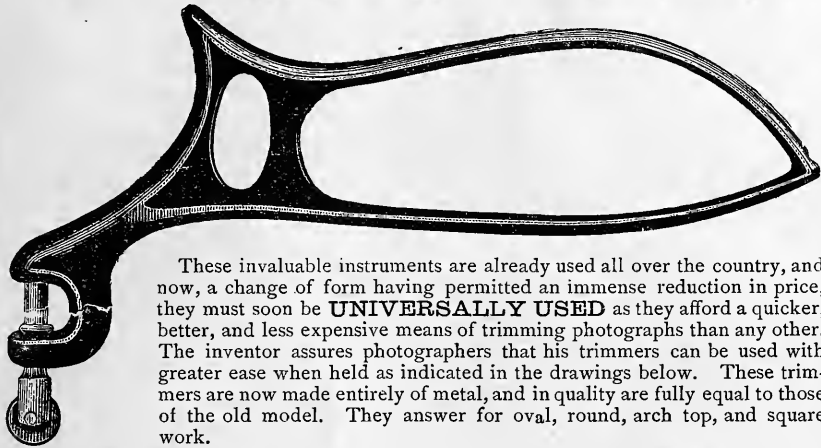 These invaluable instruments are already used all over the country, and
now, a change of form having permitted an immense reduction in price,
they must soon be UNIVERSALLY USED as they afford a quicker,
better, and less expensive means of trimming photographs than any other.
The inventor assures photographers that his trimmers can be used with
greater ease when held as indicated in the drawings below. These trim-
mers are now made entirely of metal, and in quality are fully equal to those
of the old model. They answer for oval, round, arch top, and square
work.